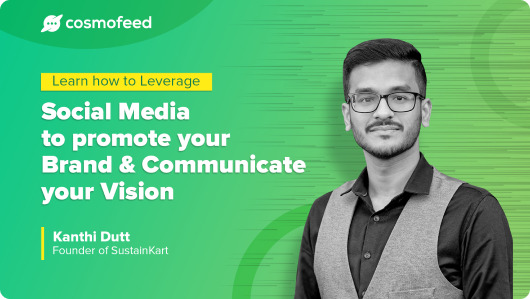 cosmofeed
Learn how to Leverage
Social Media
to promote your
Brand & Communicate
your Vision
Kanthi Dutt
Founder of SustainKart